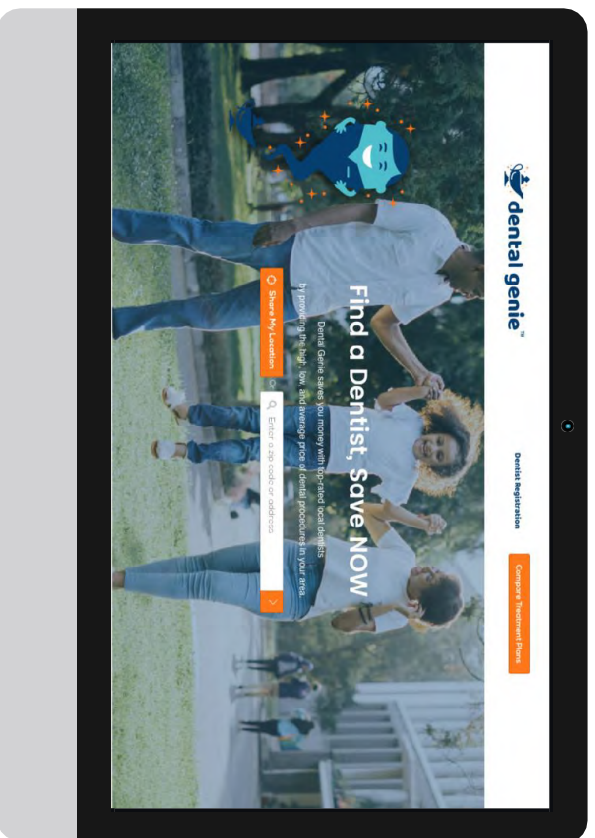 dental genie™
Dentist Registration
Compare Treatment Plans
Find a Dentist, Save NOW
Dental Genie saves you money with top-rated local dentists
by providing the high, low, and average price of dental procedures in your area.
Share My Location
Or
Enter a zip code or address